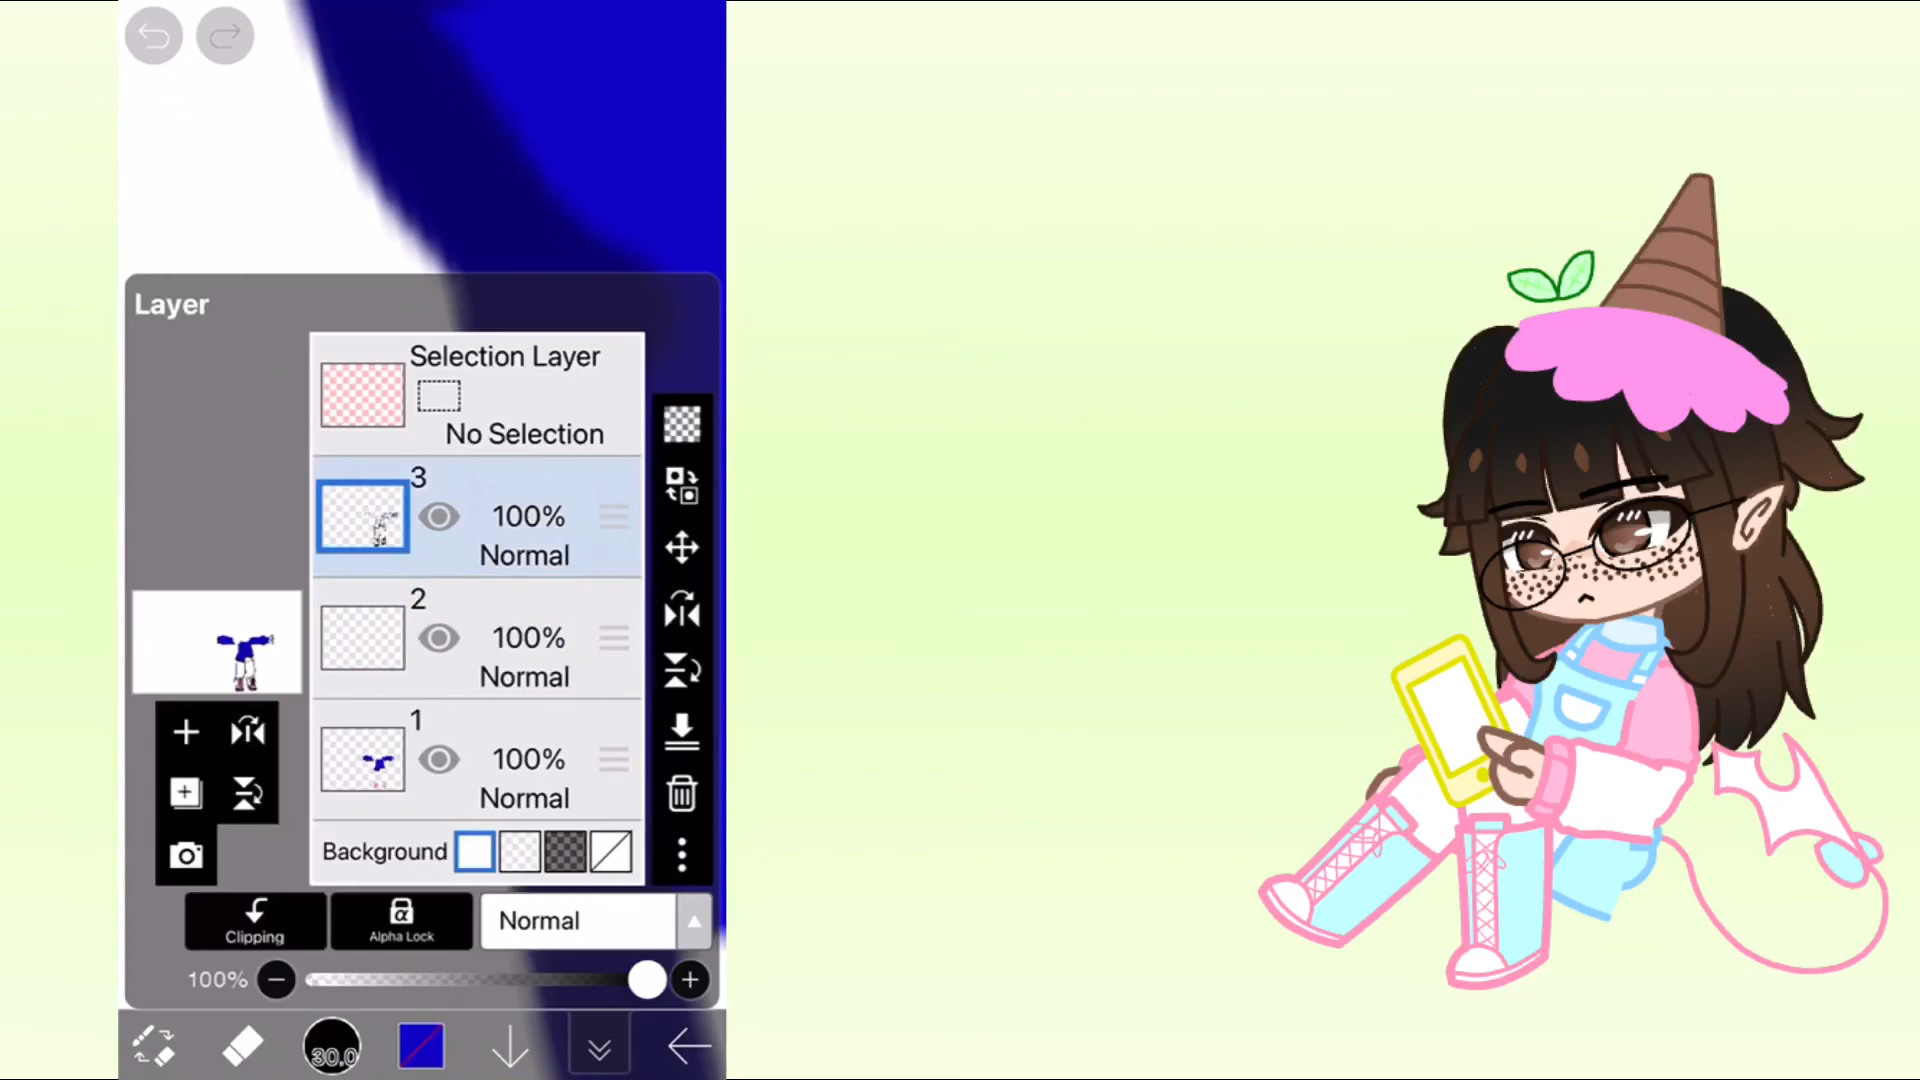 Layer
Selection Layer
No Selection
3
100%
Normal
2
100%
Normal
1
100%
Normal
Background
Clipping
α
Alpha Lock
Normal
100%
30.0